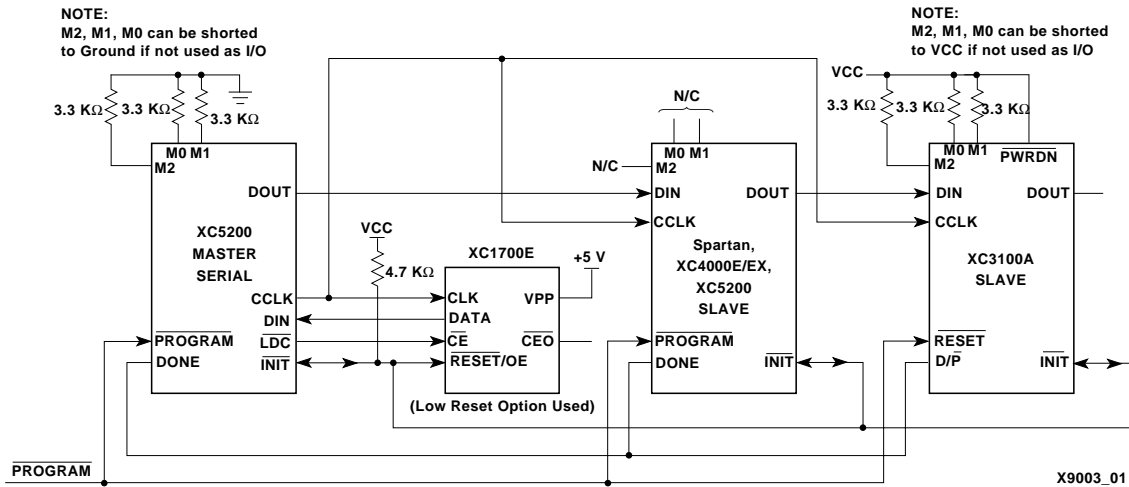 NOTE:
M2, M1, M0 can be shorted
to Ground if not used as I/O
NOTE:
M2, M1, M0 can be shorted
to VCC if not used as I/O
N/C
VCC
3.3 KΩ
3.3 KΩ
3.3 KΩ
3.3 KΩ
3.3 KΩ
3.3 KΩ
M0 M1
M2
DOUT
XC5200
MASTER
SERIAL
CCLK
DIN
PROGRAM
LDC
DONE
INIT
VCC
4.7 KΩ
XC1700E
+5 V
CLK
VPP
DATA
CE
CEO
RESET/OE
(Low Reset Option Used)
N/C
M0 M1
M2
DIN
DOUT
CCLK
Spartan,
XC4000E/EX,
XC5200
SLAVE
PROGRAM
DONE
INIT
M0 M1
PWRDN
M2
DIN
DOUT
CCLK
XC3100A
SLAVE
RESET
D/P
INIT
PROGRAM
X9003_01